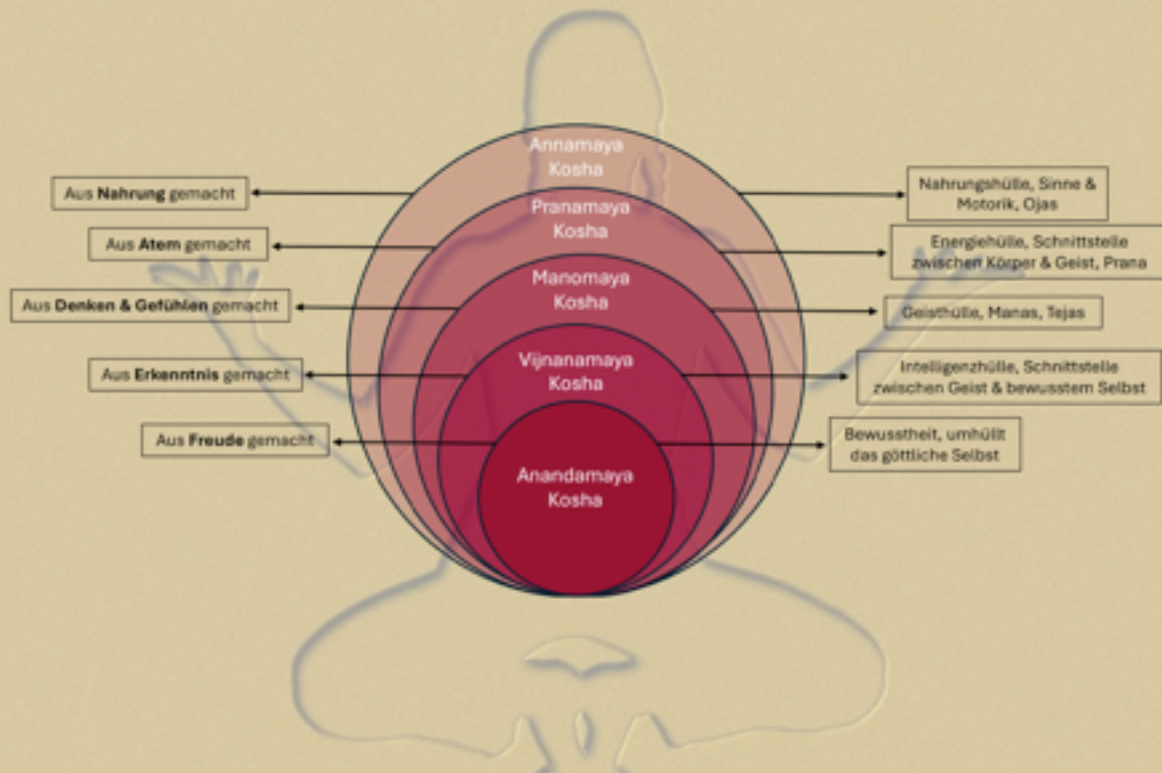 Annamaya
Kosha
Aus Nahrung gemacht
Nahrungshülle, Sinne &
Motorik, Ojas
Pranamaya
Kosha
Aus Atem gemacht
Energiehülle, Schnittstelle
zwischen Körper & Geist, Prana
Manomaya
Kosha
Aus Denken & Gefühlen gemacht
Geisthülle, Manas, Tejas
Vijnanamaya
Kosha
Aus Erkenntnis gemacht
Intelligenzhülle, Schnittstelle
zwischen Geist & bewusstem Selbst
Aus Freude gemacht
Bewusstheit, umhüllt
das göttliche Selbst
Anandamaya
Kosha